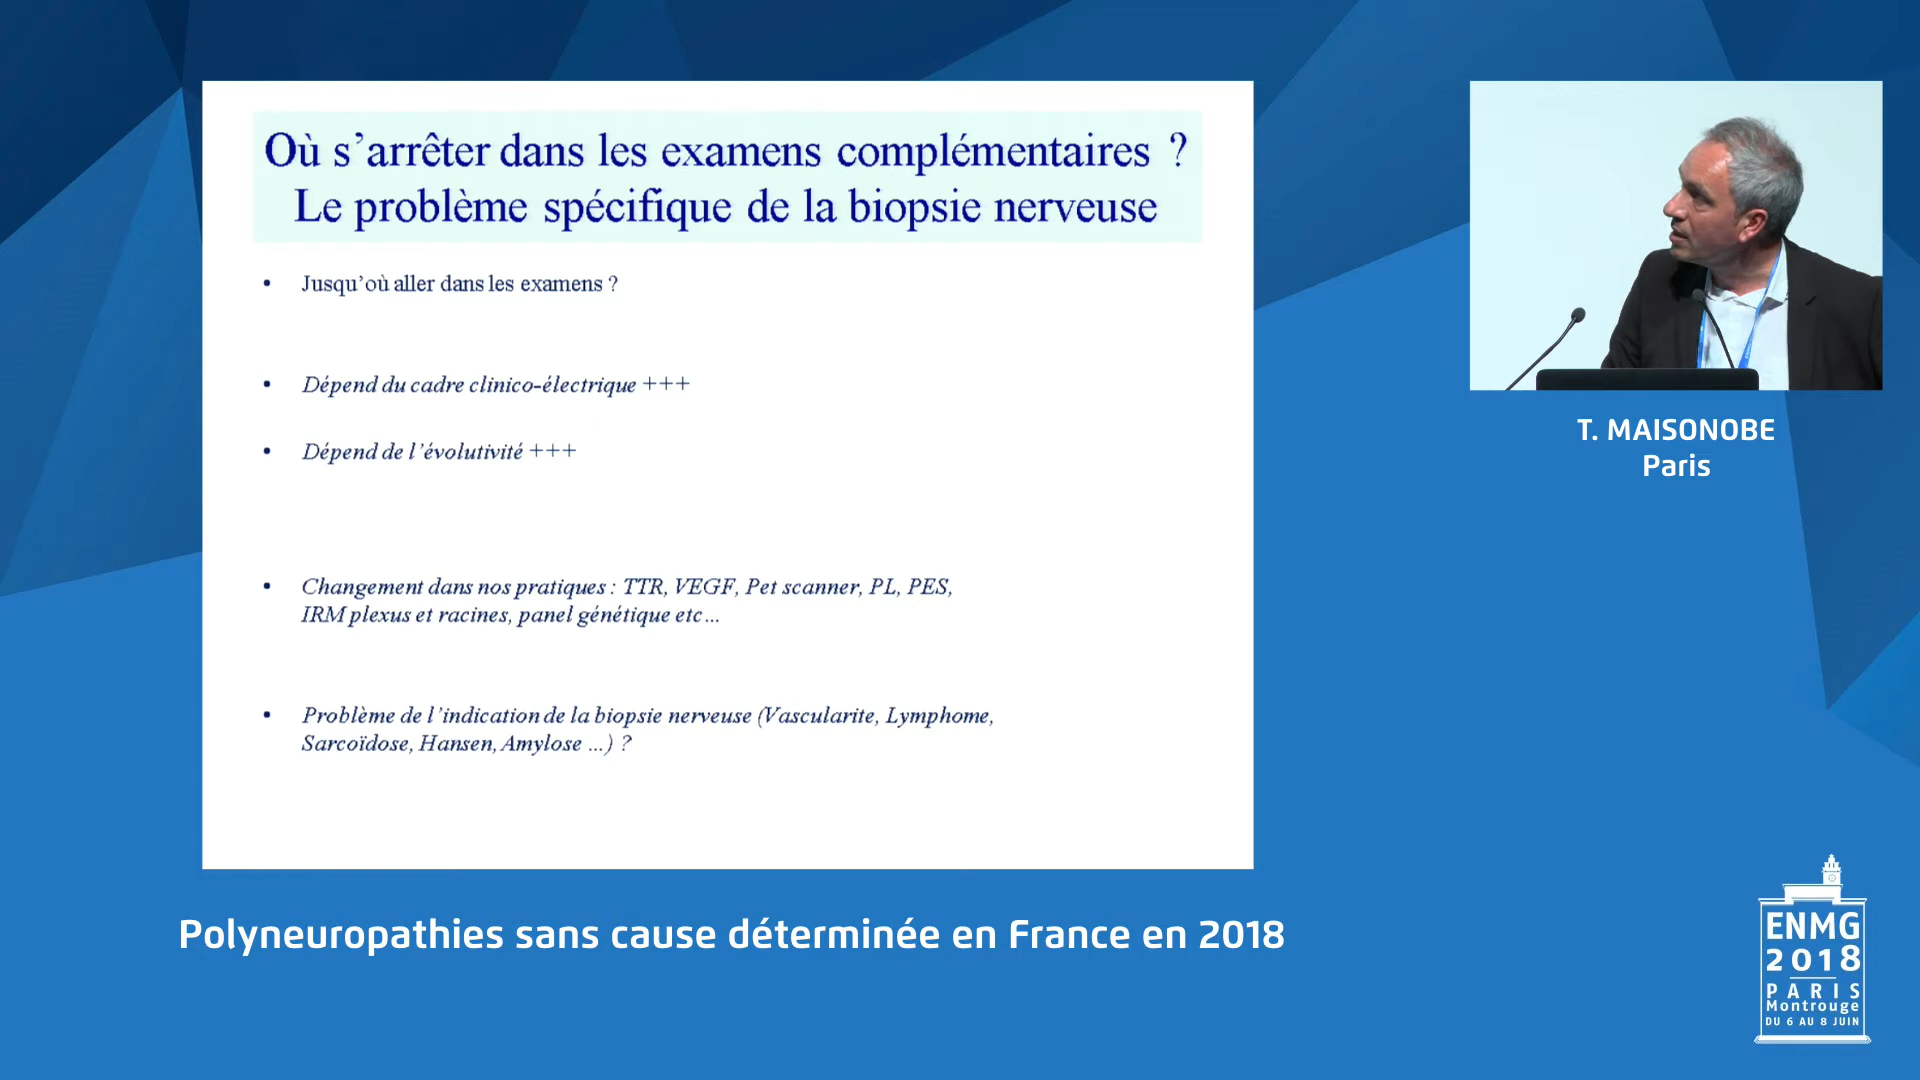 Où s’arrêter dans les examens complémentaires ?
Le problème spécifique de la biopsie nerveuse
• Jusqu’où aller dans les examens ?
• Dépend du cadre clinico-électrique +++
• Dépend de l’évolutivité +++
• Changement dans nos pratiques : TTR, VEGF, Pet scanner, PL, PES,
IRM plexus et racines, panel génétique etc...
• Problème de l’indication de la biopsie nerveuse (Vascularite, Lymphome,
Sarcoïdose, Hansen, Amylose ...) ?
T. MAISONOBE
Paris
Polyneuropathies sans cause déterminée en France en 2018
ENMG
2018
PARIS
Montrouge
DU 6 AU 8 JUIN